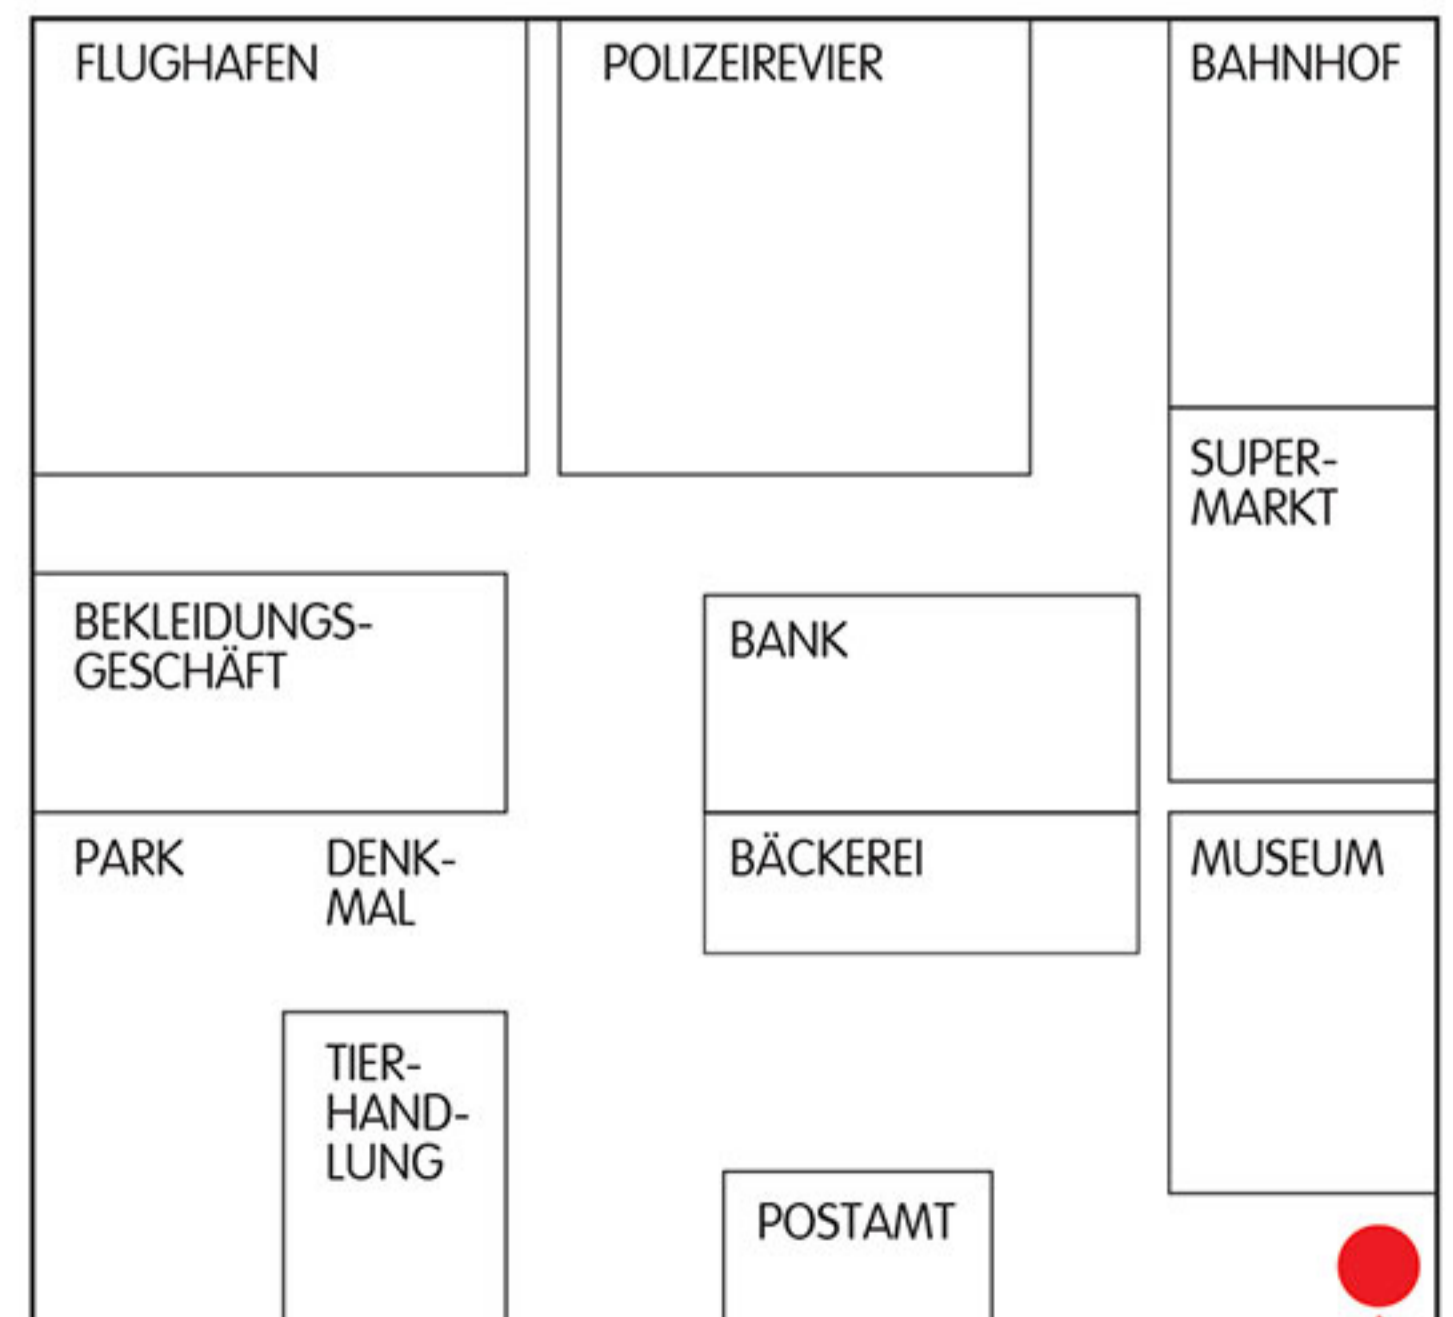 FLUGHAFEN
POLIZEIREVIER
BAHNHOF
SUPER-
MARKT
BEKLEIDUNGS-
GESCHÄFT
BANK
PARK
DENK-
MAL
BÄCKEREI
MUSEUM
TIER-
HAND-
LUNG
POSTAMT